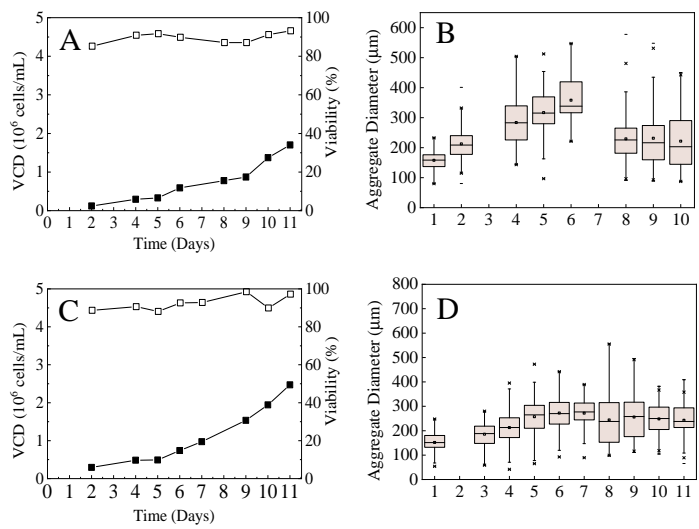 A
VCD (10⁶ cells/mL)
5
4
3
2
1
0
100
80
60
40
20
0
Viability (%)
0 1 2 3 4 5 6 7 8 9 10 11
Time (Days)
B
Aggregate Diameter (μm)
600
500
400
300
200
100
0
1 2 3 4 5 6 7 8 9 10
C
VCD (10⁶ cells/mL)
5
4
3
2
1
0
100
80
60
40
20
0
Viability (%)
0 1 2 3 4 5 6 7 8 9 10 11
Time (Days)
D
Aggregate Diameter (μm)
800
700
600
500
400
300
200
100
0
1 2 3 4 5 6 7 8 9 10 11